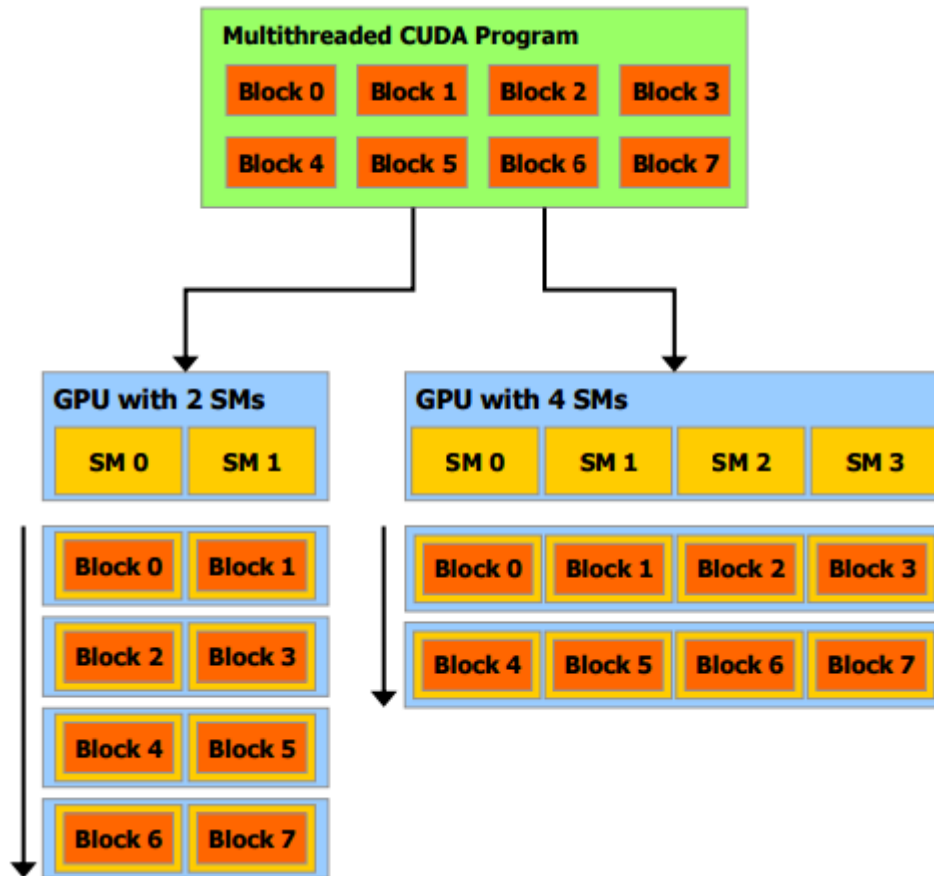 Multithreaded CUDA Program
Block 0 Block 1 Block 2 Block 3
Block 4 Block 5 Block 6 Block 7
GPU with 2 SMs
SM 0 SM 1
Block 0 Block 1
Block 2 Block 3
Block 4 Block 5
Block 6 Block 7
GPU with 4 SMs
SM 0 SM 1 SM 2 SM 3
Block 0 Block 1 Block 2 Block 3
Block 4 Block 5 Block 6 Block 7